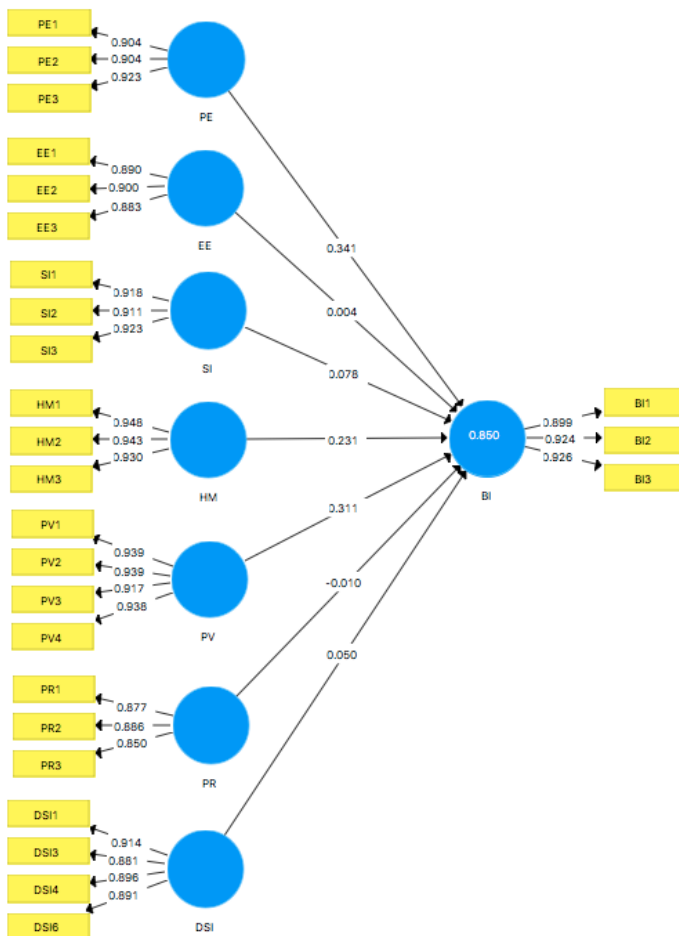 PE1
PE2
PE3
0.904
0.904
0.923
PE
EE1
EE2
EE3
0.890
0.900
0.883
EE
SI1
SI2
SI3
0.918
0.911
0.923
SI
HM1
HM2
HM3
0.948
0.943
0.930
HM
PV1
PV2
PV3
PV4
0.939
0.939
0.917
0.938
PV
PR1
PR2
PR3
0.877
0.886
0.850
PR
DSI1
DSI3
DSI4
DSI6
0.914
0.881
0.896
0.891
DSI
0.341
0.004
0.078
0.231
0.311
-0.010
0.050
0.850
BI
0.899
0.924
0.926
BI1
BI2
BI3